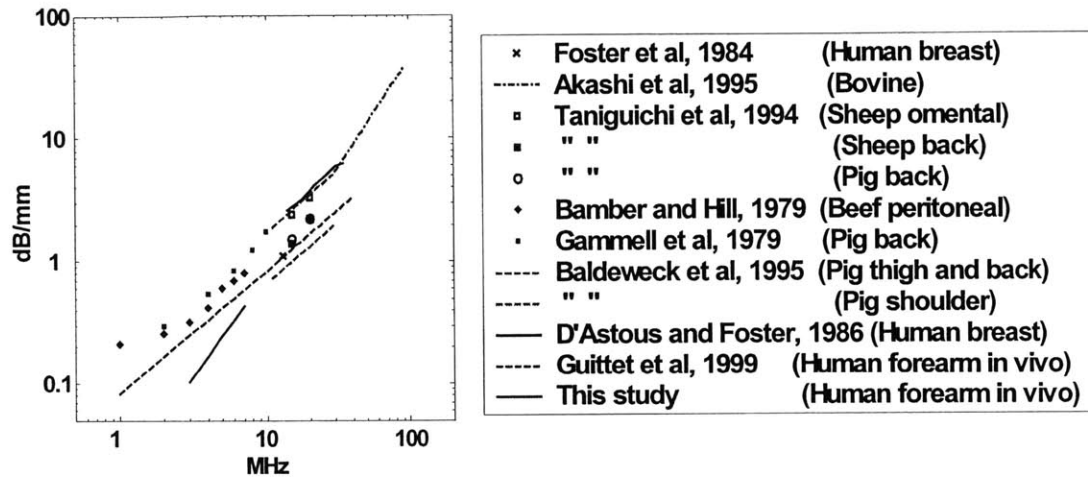 100
10
1
0.1
dB/mm
1
10
100
MHz
Foster et al, 1984 (Human breast)
Akashi et al, 1995 (Bovine)
Taniguichi et al, 1994 (Sheep omental)
" " (Sheep back)
" " (Pig back)
Bamber and Hill, 1979 (Beef peritoneal)
Gammell et al, 1979 (Pig back)
Baldeweck et al, 1995 (Pig thigh and back)
" " (Pig shoulder)
D'Astous and Foster, 1986 (Human breast)
Guittet et al, 1999 (Human forearm in vivo)
This study (Human forearm in vivo)